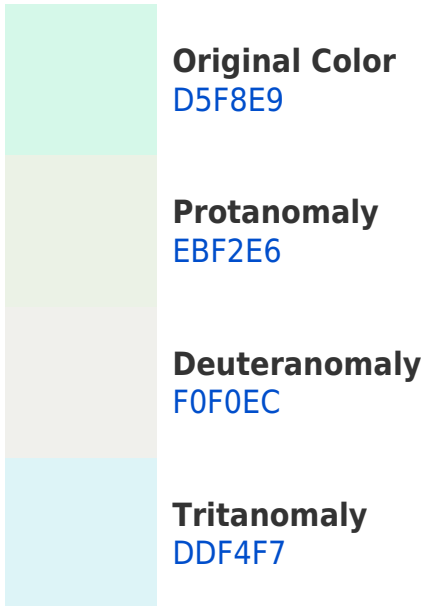 Original Color
D5F8E9
Protanomaly
EBF2E6
Deuteranomaly
F0F0EC
Tritanomaly
DDF4F7